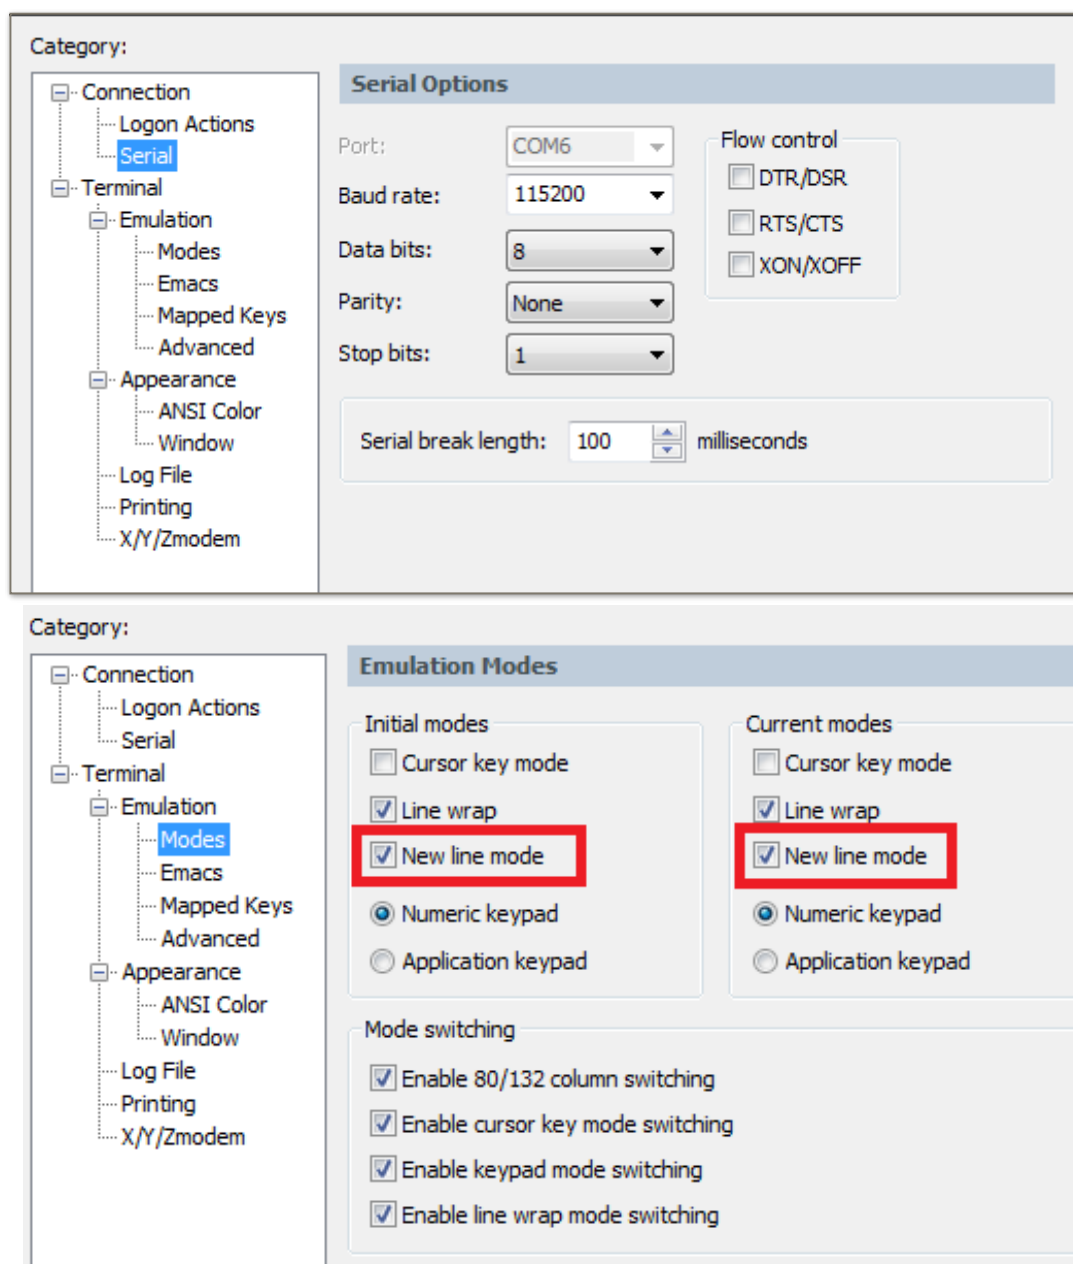 Category:
Connection
Logon Actions
Serial
Terminal
Emulation
Modes
Emacs
Mapped Keys
Advanced
Appearance
ANSI Color
Window
Log File
Printing
X/Y/Zmodem
Serial Options
Port: COM6
Baud rate: 115200
Data bits: 8
Parity: None
Stop bits: 1
Flow control
DTR/DSR
RTS/CTS
XON/XOFF
Serial break length: 100 milliseconds
Category:
Connection
Logon Actions
Serial
Terminal
Emulation
Modes
Emacs
Mapped Keys
Advanced
Appearance
ANSI Color
Window
Log File
Printing
X/Y/Zmodem
Emulation Modes
Initial modes
Cursor key mode
Line wrap
New line mode
Numeric keypad
Application keypad
Current modes
Cursor key mode
Line wrap
New line mode
Numeric keypad
Application keypad
Mode switching
Enable 80/132 column switching
Enable cursor key mode switching
Enable keypad mode switching
Enable line wrap mode switching